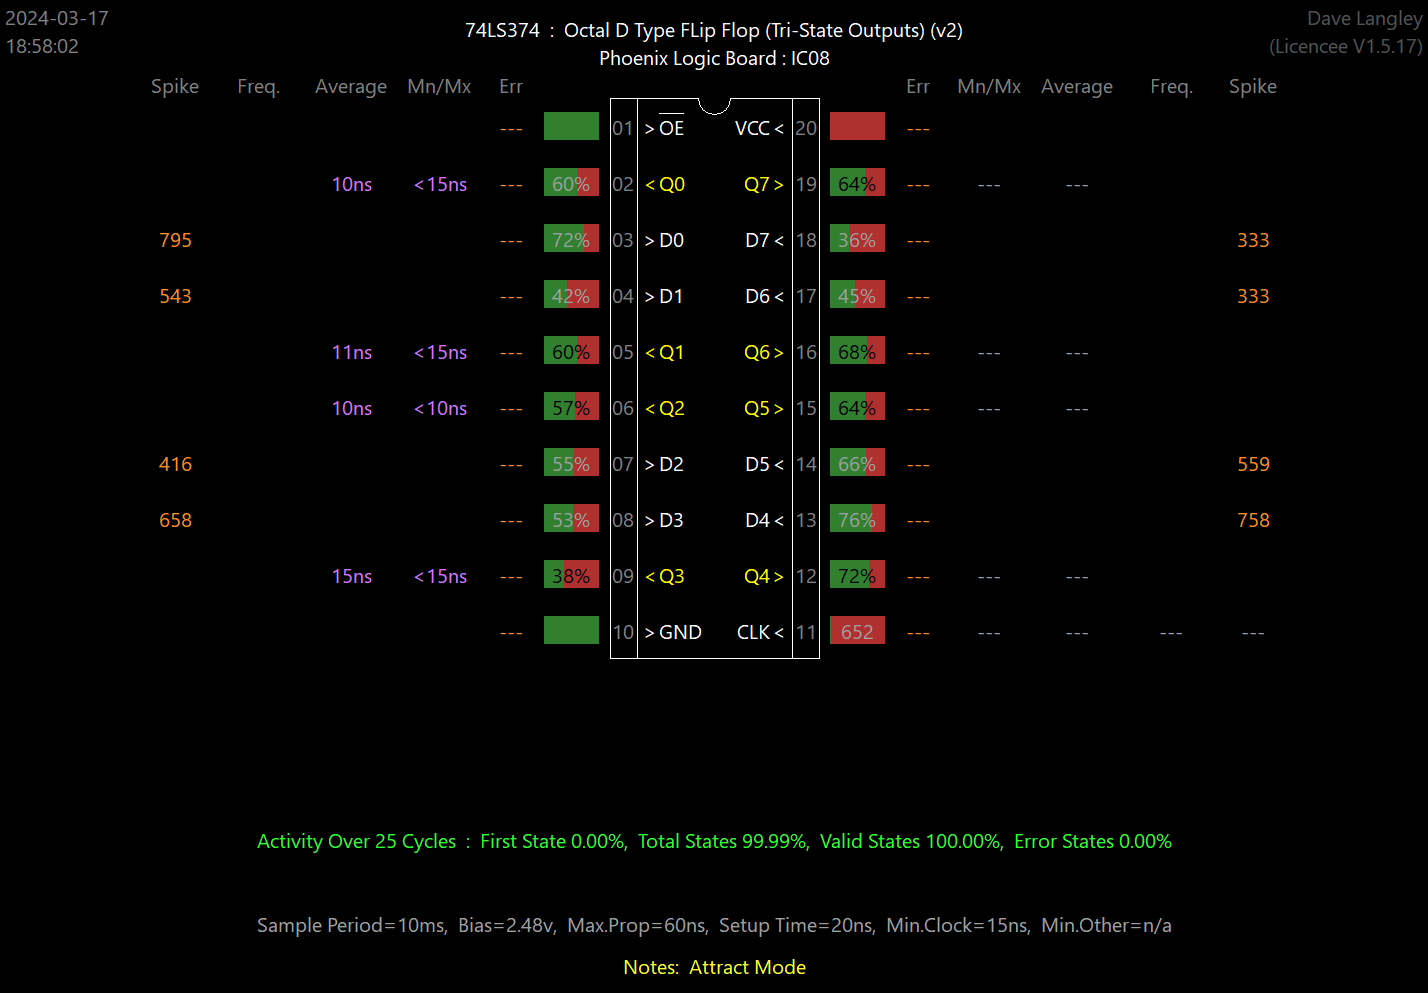 2024-03-17
18:58:02
74LS374 : Octal D Type FLip Flop (Tri-State Outputs) (v2)
Phoenix Logic Board : IC08
Dave Langley
(Licencee V1.5.17)
Spike Freq. Average Mn/Mx Err Err Mn/Mx Average Freq. Spike
--- 01 > OE VCC < 20 ---
10ns <15ns --- 60% 02 < Q0 Q7 > 19 64% --- --- ---
795 --- 72% 03 > D0 D7 < 18 36% --- 333
543 --- 42% 04 > D1 D6 < 17 45% --- 333
11ns <15ns --- 60% 05 < Q1 Q6 > 16 68% --- --- ---
10ns <10ns --- 57% 06 < Q2 Q5 > 15 64% --- --- ---
416 --- 55% 07 > D2 D5 < 14 66% --- 559
658 --- 53% 08 > D3 D4 < 13 76% --- 758
15ns <15ns --- 38% 09 < Q3 Q4 > 12 72% --- --- ---
--- 10 > GND CLK < 11 652 --- --- --- --- ---
Activity Over 25 Cycles : First State 0.00%, Total States 99.99%, Valid States 100.00%, Error States 0.00%
Sample Period=10ms, Bias=2.48v, Max.Prop=60ns, Setup Time=20ns, Min.Clock=15ns, Min.Other=n/a
Notes: Attract Mode